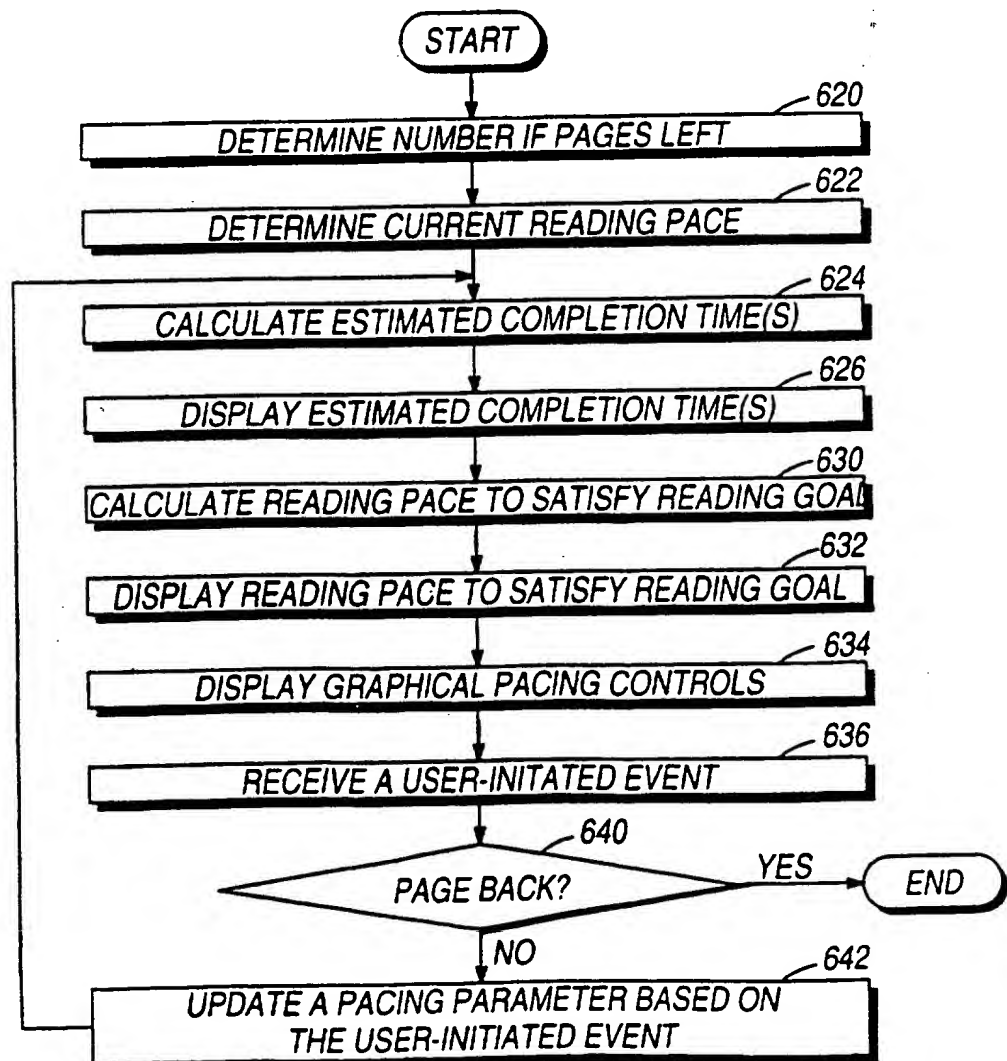 START
620
DETERMINE NUMBER IF PAGES LEFT
622
DETERMINE CURRENT READING PACE
624
CALCULATE ESTIMATED COMPLETION TIME(S)
626
DISPLAY ESTIMATED COMPLETION TIME(S)
630
CALCULATE READING PACE TO SATISFY READING GOAL
632
DISPLAY READING PACE TO SATISFY READING GOAL
634
DISPLAY GRAPHICAL PACING CONTROLS
636
RECEIVE A USER-INITATED EVENT
640
PAGE BACK?
YES
END
NO
642
UPDATE A PACING PARAMETER BASED ON
THE USER-INITIATED EVENT